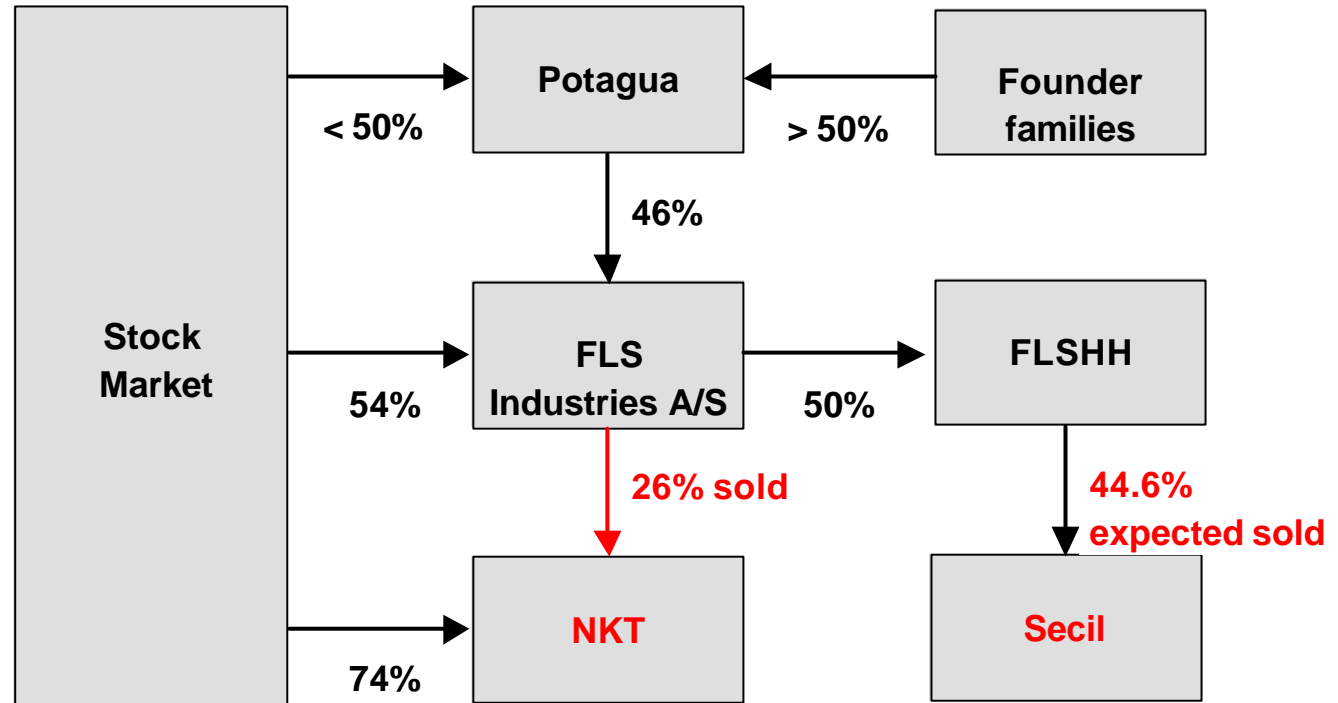 Potagua
Founder
families
< 50%
> 50%
46%
Stock
Market
FLS
Industries A/S
FLSHH
54%
50%
26% sold
44.6%
expected sold
NKT
Secil
74%